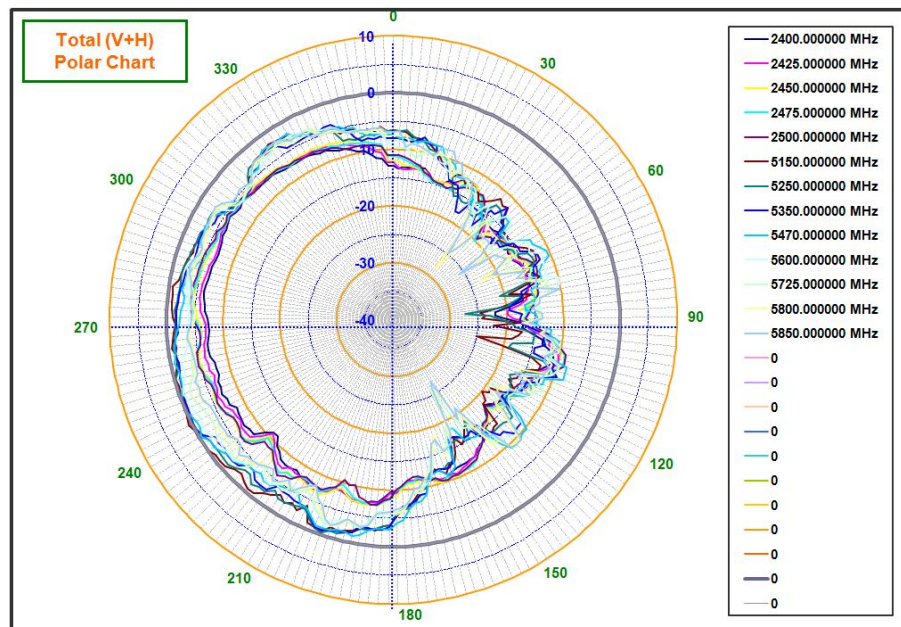 Total (V+H)
Polar Chart
0
30
60
90
120
150
180
210
240
270
300
330
10
0
-10
-20
-30
-40
2400.000000 MHz
2425.000000 MHz
2450.000000 MHz
2475.000000 MHz
2500.000000 MHz
5150.000000 MHz
5250.000000 MHz
5350.000000 MHz
5470.000000 MHz
5600.000000 MHz
5725.000000 MHz
5800.000000 MHz
5850.000000 MHz
0
0
0
0
0
0
0
0
0
0
0